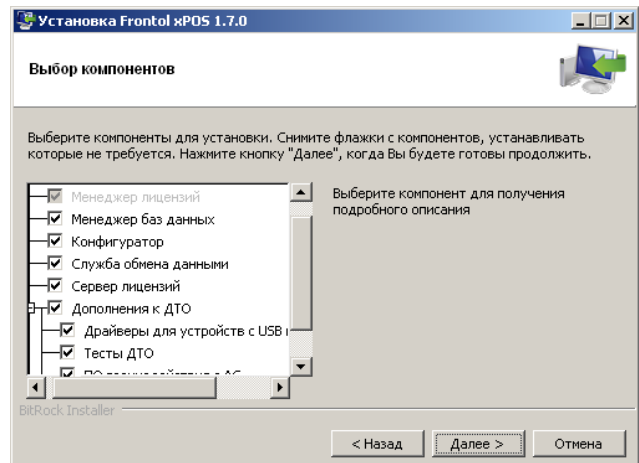 Установка Frontol xPOS 1.7.0
Выбор компонентов
Выберите компоненты для установки. Снимите флажки с компонентов, устанавливать
которые не требуется. Нажмите кнопку "Далее", когда Вы будете готовы продолжить.
Менеджер лицензий
Менеджер баз данных
Конфигуратор
Служба обмена данными
Сервер лицензий
Дополнения к ДТО
Драйверы для устройств с USB
Тесты ДТО
Выберите компонент для получения
подробного описания
BitRock Installer
< Назад
Далее >
Отмена